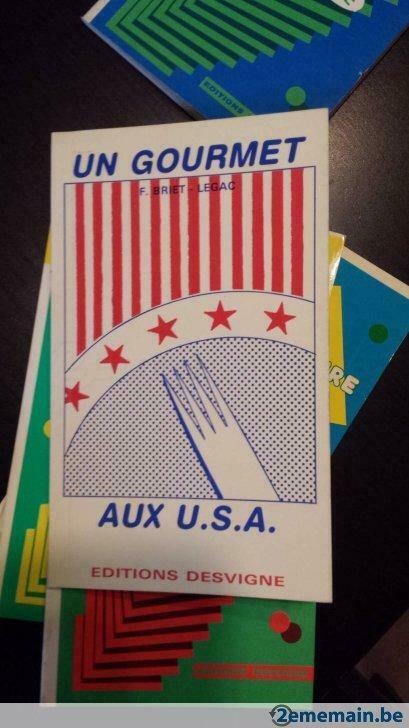 EDITIONS
UN GOURMET
F. BRIET - LEGAC
AUX U.S.A.
EDITIONS DESVIGNE
2ememain.be